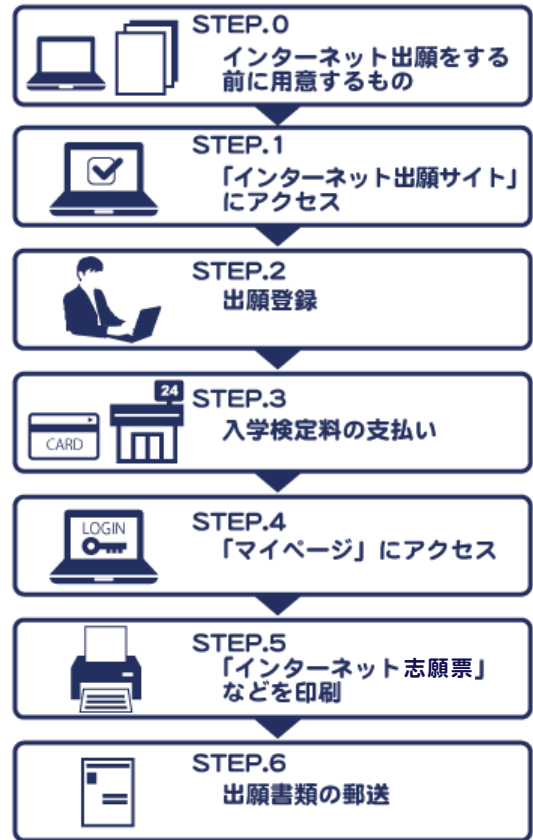 STEP.0
インターネット出願をする
前に用意するもの
STEP.1
「インターネット出願サイト」
にアクセス
STEP.2
出願登録
24
CARD
STEP.3
入学検定料の支払い
LOGIN
STEP.4
「マイページ」にアクセス
STEP.5
「インターネット志願票」
などを印刷
STEP.6
出願書類の郵送